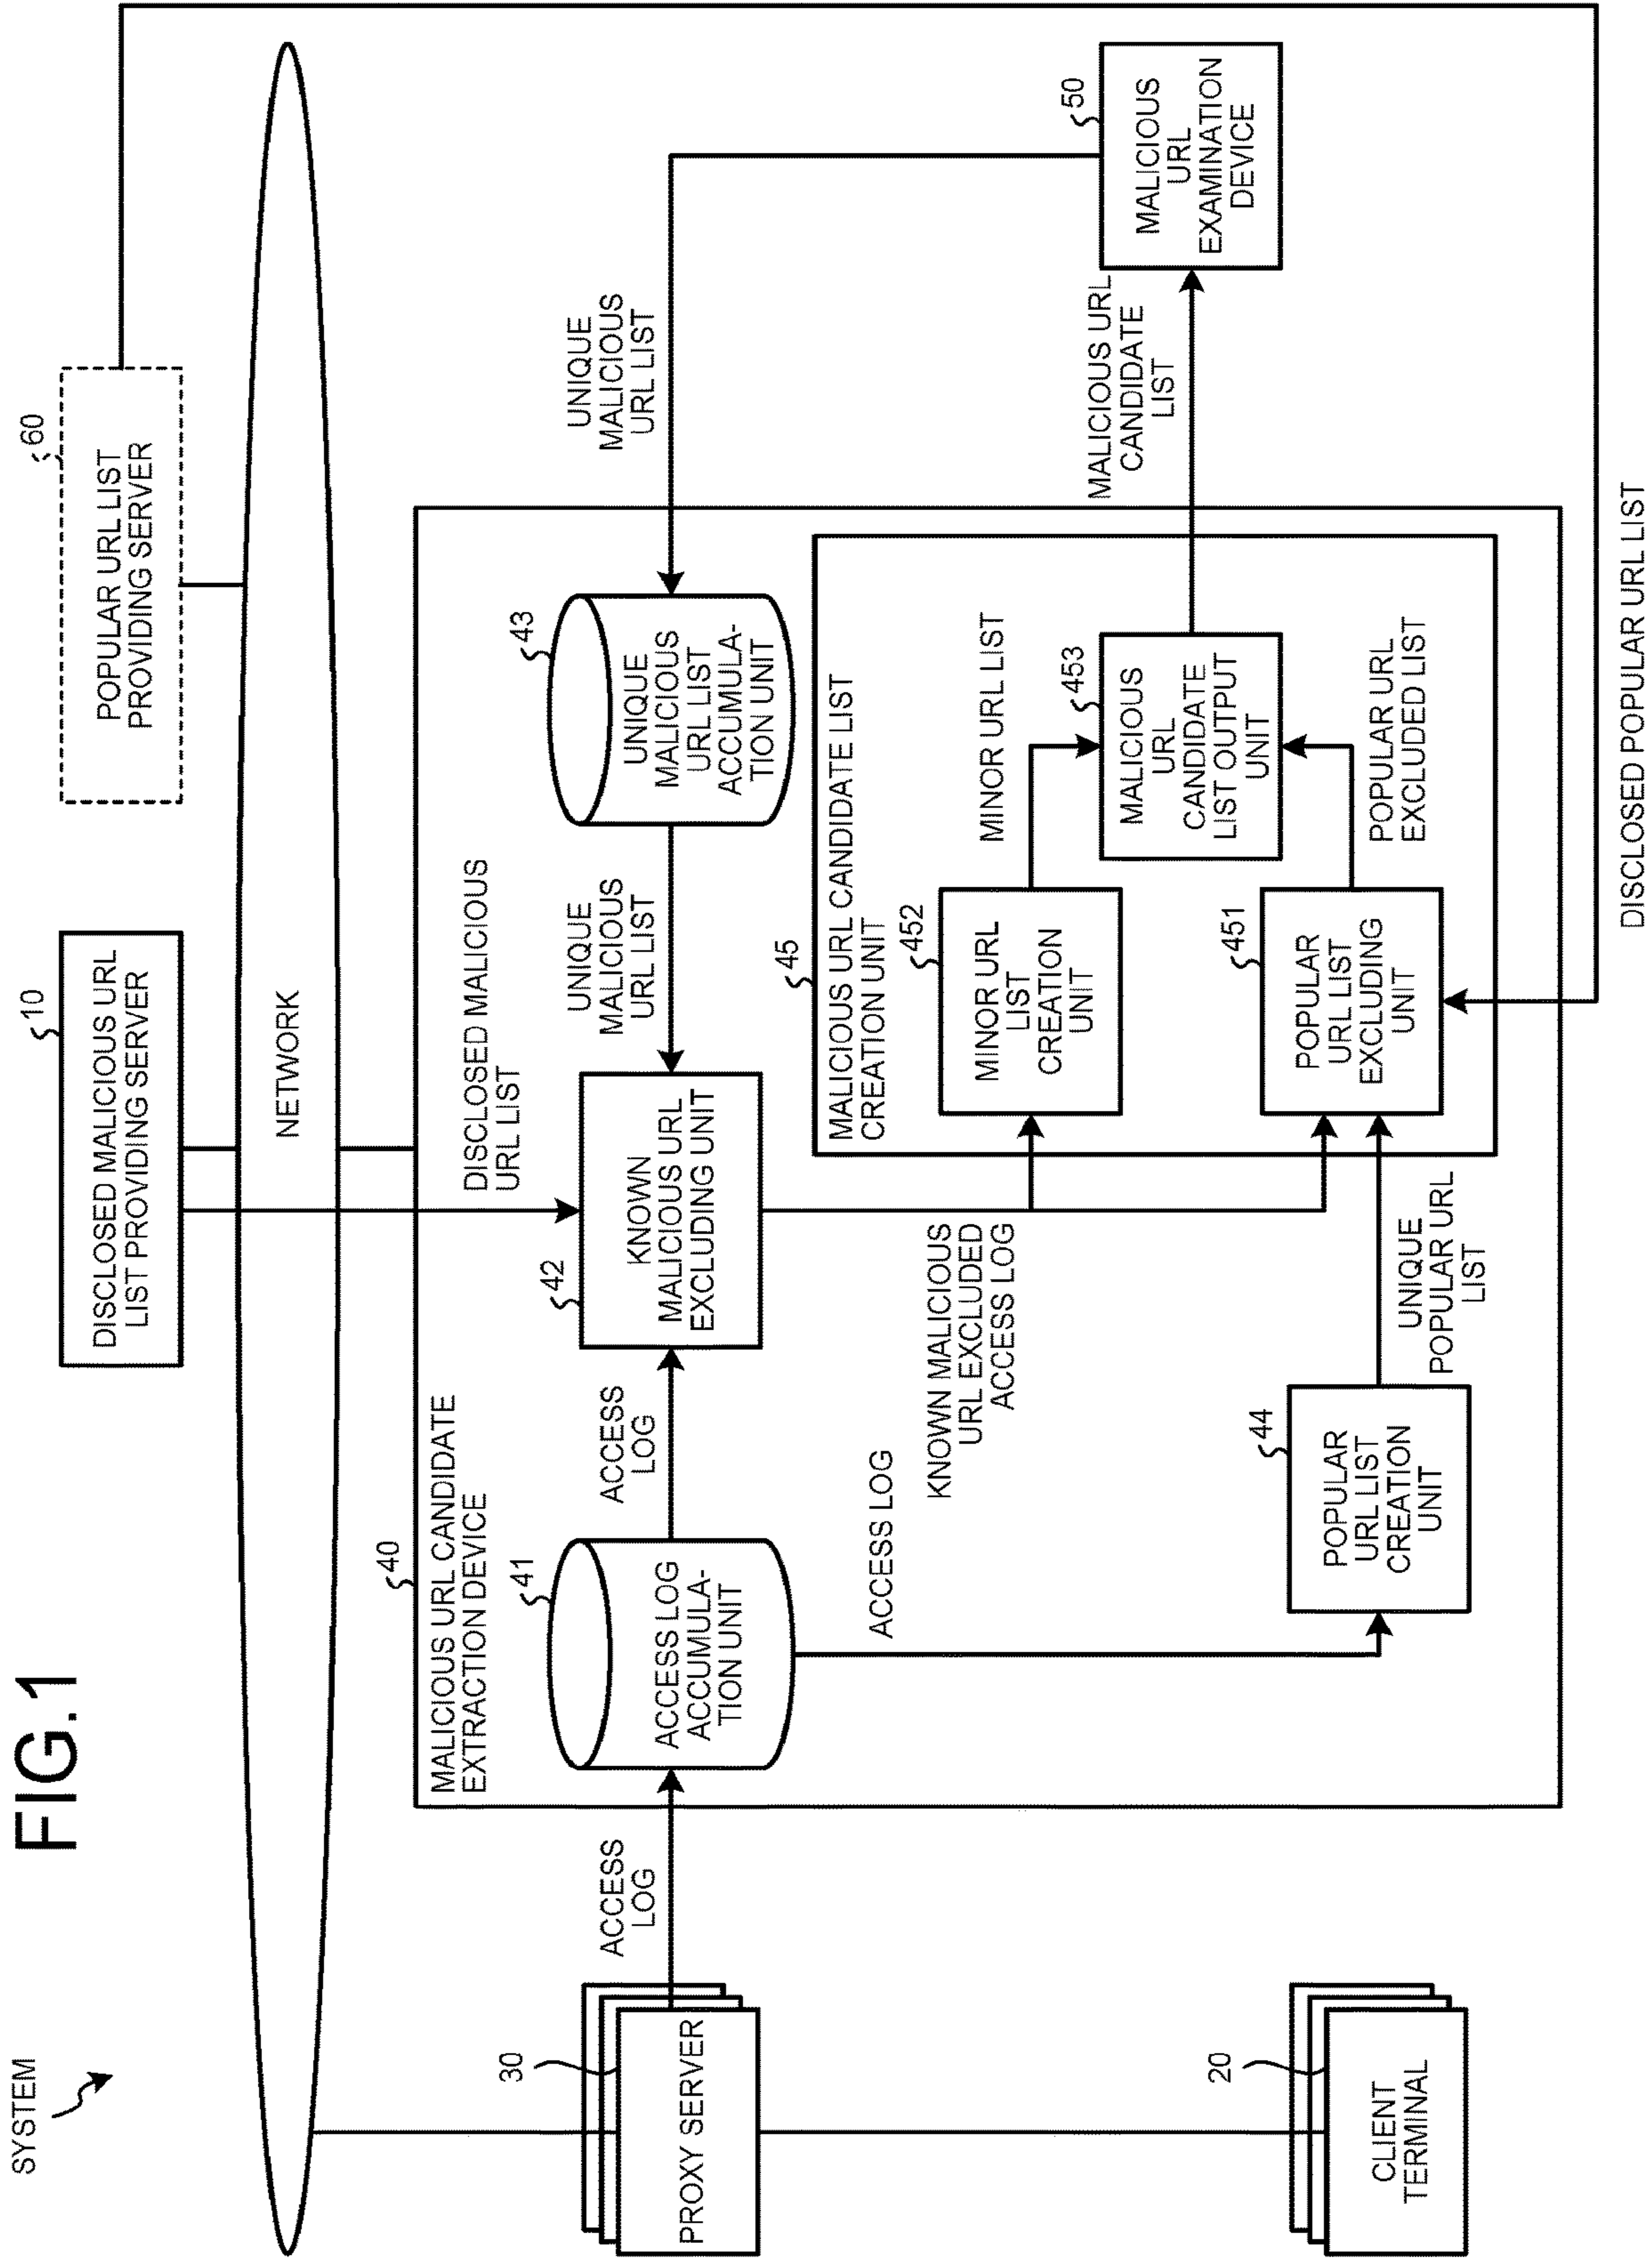 FIG.1
SYSTEM
10
DISCLOSED MALICIOUS URL
LIST PROVIDING SERVER
60
POPULAR URL LIST
PROVIDING SERVER
NETWORK
40
MALICIOUS URL CANDIDATE
EXTRACTION DEVICE
DISCLOSED MALICIOUS
URL LIST
30
PROXY SERVER
ACCESS
LOG
41
ACCESS LOG
ACCUMULA-
TION UNIT
ACCESS
LOG
42
KNOWN
MALICIOUS URL
EXCLUDING UNIT
UNIQUE
MALICIOUS
URL LIST
43
UNIQUE
MALICIOUS
URL LIST
ACCUMULA-
TION UNIT
UNIQUE
MALICIOUS
URL LIST
50
MALICIOUS
URL
EXAMINATION
DEVICE
ACCESS LOG
KNOWN MALICIOUS
URL EXCLUDED
ACCESS LOG
45
MALICIOUS URL CANDIDATE LIST
CREATION UNIT
452
MINOR URL
LIST
CREATION
UNIT
MINOR URL LIST
453
MALICIOUS
URL
CANDIDATE
LIST OUTPUT
UNIT
MALICIOUS URL
CANDIDATE
LIST
20
CLIENT
TERMINAL
44
POPULAR
URL LIST
CREATION
UNIT
UNIQUE
POPULAR URL
LIST
451
POPULAR
URL LIST
EXCLUDING
UNIT
POPULAR URL
EXCLUDED LIST
DISCLOSED POPULAR URL LIST